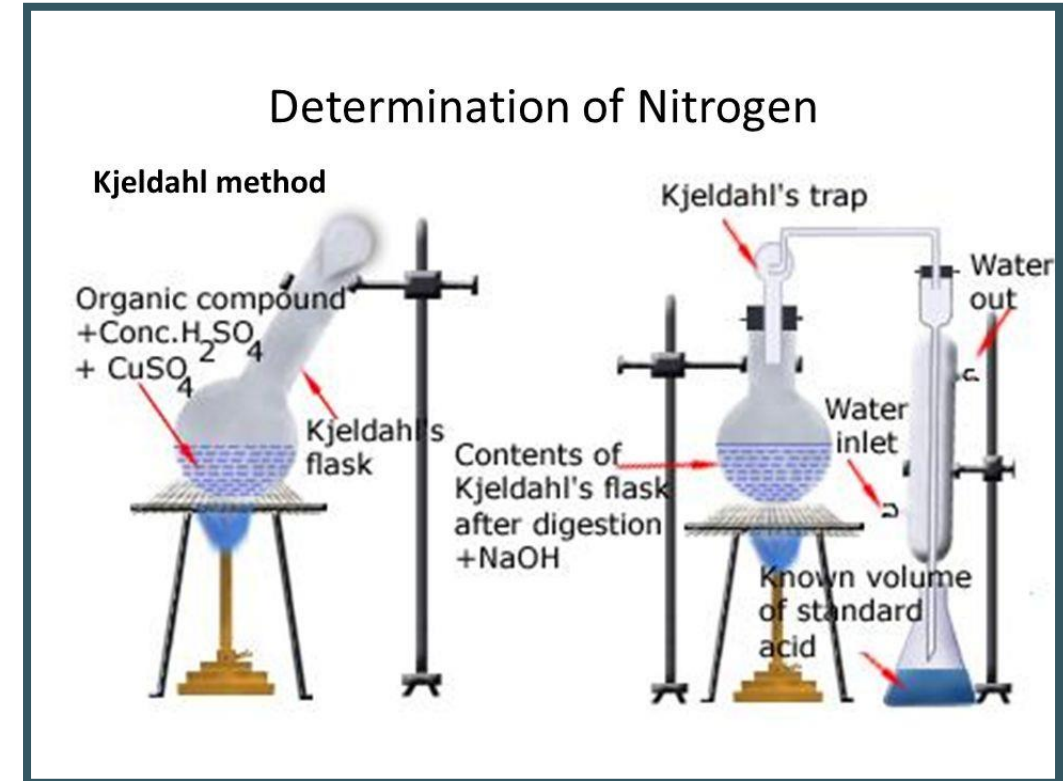 Determination of Nitrogen
Kjeldahl method
Organic compound
+Conc.H2SO4
+ CuSO4
Kjeldahl's
flask
Kjeldahl's trap
Water
out
Water
inlet
Contents of
Kjeldahl's flask
after digestion
+NaOH
Known volume
of standard
acid